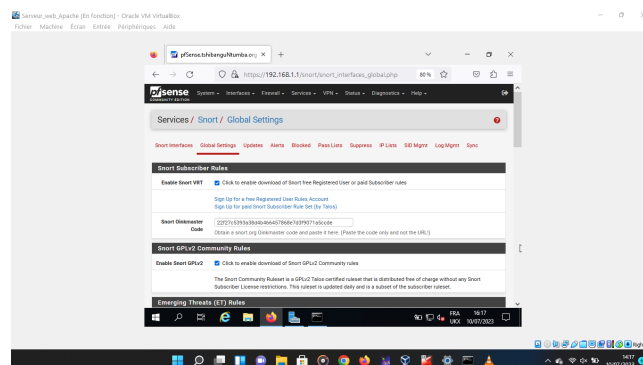 Serveur_web_Apache (En fonction) - Oracle VM VirtualBox
Fichier Machine Écran Entrée Périphériques Aide
pfSense.tshibanguNtumba.org
https://192.168.1.1/snort/snort_interfaces_global.php 80%
pfsense System Interfaces Firewall Services VPN Status Diagnostics Help
COMMUNITY EDITION
Services / Snort / Global Settings
Snort Interfaces Global Settings Updates Alerts Blocked Pass Lists Suppress IP Lists SID Mgmt Log Mgmt Sync
Snort Subscriber Rules
Enable Snort VRT Click to enable download of Snort free Registered User or paid Subscriber rules
Sign Up for a free Registered User Rules Account
Sign Up for paid Snort Subscriber Rule Set (by Talos)
Snort Oinkmaster Code
Obtain a snort.org Oinkmaster code and paste it here. (Paste the code only and not the URL!)
Snort GPLv2 Community Rules
Enable Snort GPLv2 Click to enable download of Snort GPLv2 Community rules
The Snort Community Ruleset is a GPLv2 Talos certified ruleset that is distributed free of charge without any Snort
Subscriber License restrictions. This ruleset is updated daily and is a subset of the subscriber ruleset.
Emerging Threats (ET) Rules
FRA 16:17
UKX 10/07/2023
14:17
10/07/2023